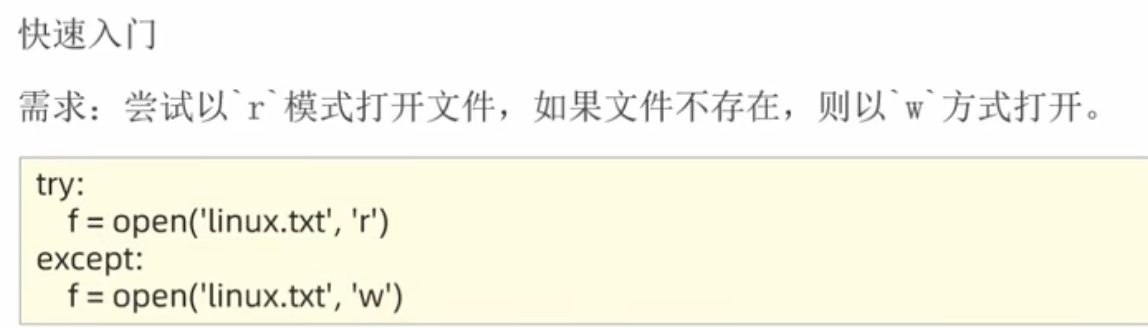 快速入门
需求：尝试以`r`模式打开文件，如果文件不存在，则以`w`方式打开。
try:
    f = open('linux.txt', 'r')
except:
    f = open('linux.txt', 'w')